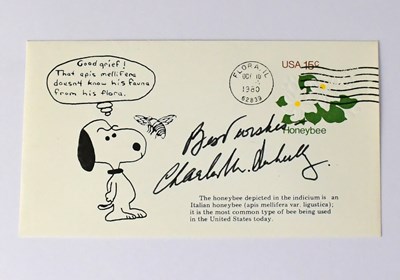 Good grief!
That apis mellifera
doesn't know his fauna
from his flora.
FLORA, IL
OCT 10
1980
62839
USA 15c
Honeybee
Best wishes
Charles M. Schulz
The honeybee depicted in the indicium is an
Italian honeybee (apis mellifera var. ligustica);
it is the most common type of bee being used
in the United States today.